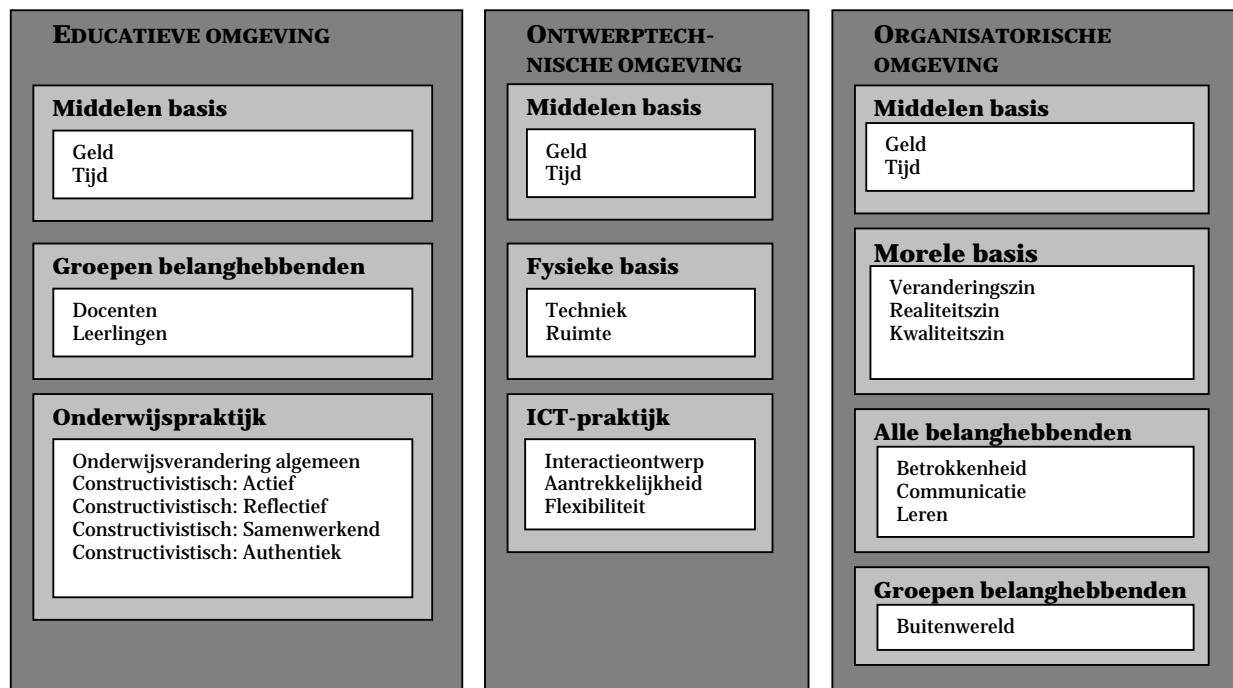 EDUCATIEVE OMGEVING
Middelen basis
Geld
Tijd
Groepen belanghebbenden
Docenten
Leerlingen
Onderwijspraktijk
Onderwijsverandering algemeen
Constructivistisch: Actief
Constructivistisch: Reflectief
Constructivistisch: Samenwerkend
Constructivistisch: Authentiek
ONTWERPTECH-
NISCHE OMGEVING
Middelen basis
Geld
Tijd
Fysieke basis
Techniek
Ruimte
ICT-praktijk
Interactieontwerp
Aantrekkelijkheid
Flexibiliteit
ORGANISATORISCHE
OMGEVING
Middelen basis
Geld
Tijd
Morele basis
Veranderingszin
Realiteitszin
Kwaliteitszin
Alle belanghebbenden
Betrokkenheid
Communicatie
Leren
Groepen belanghebbenden
Buitenwereld